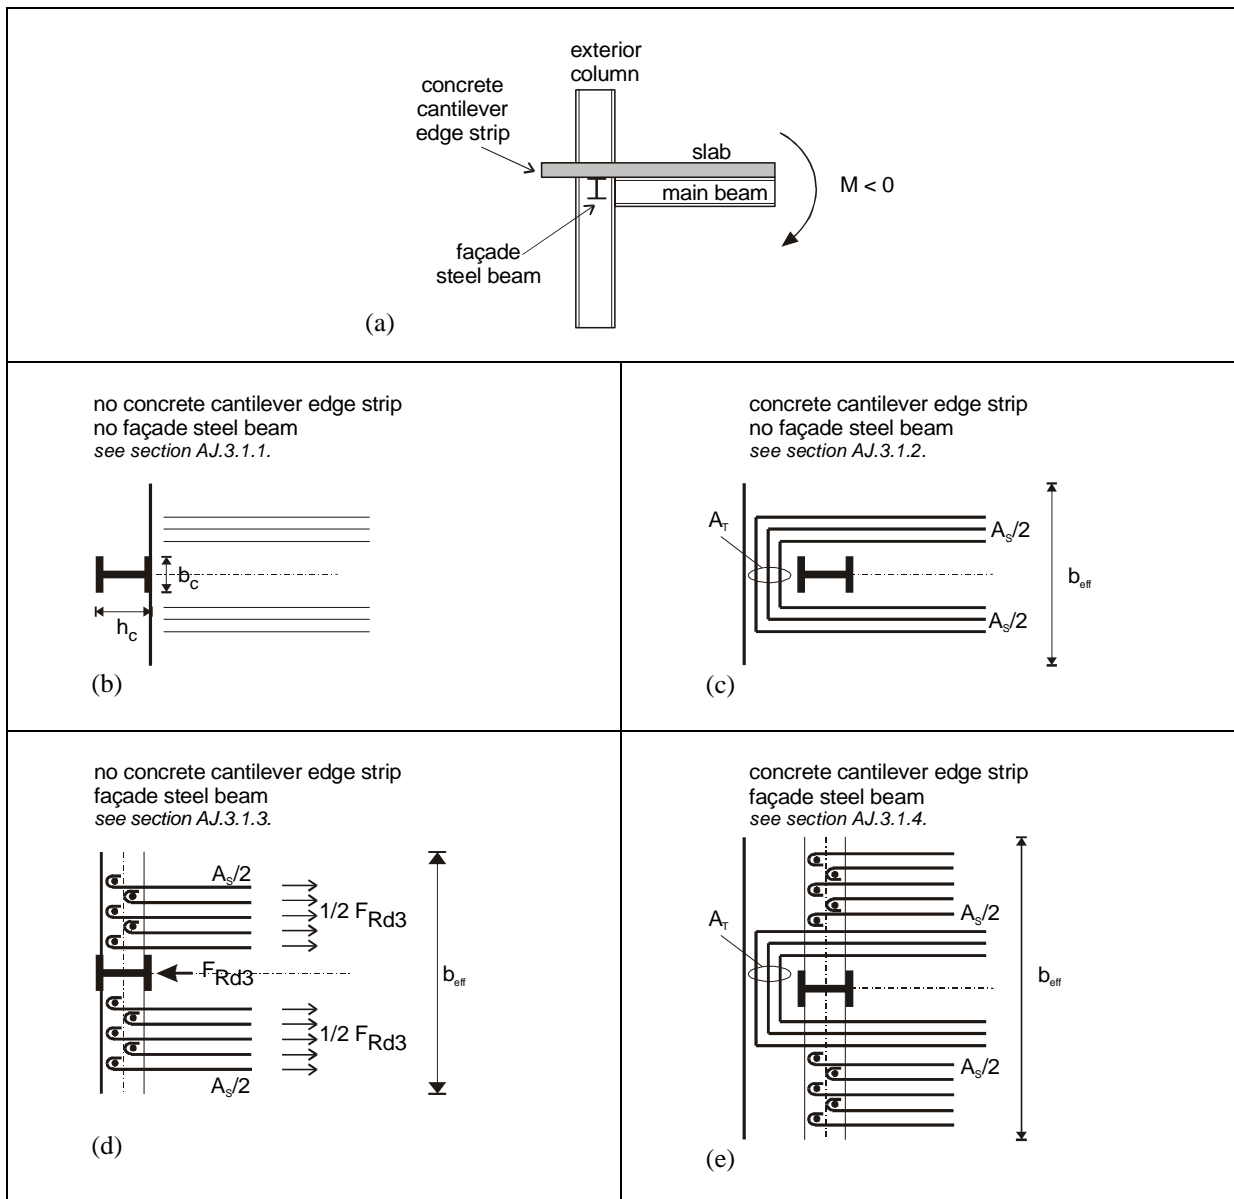 exterior
column
concrete
cantilever
edge strip
slab
main beam
M < 0
façade
steel beam
(a)
no concrete cantilever edge strip
no façade steel beam
see section AJ.3.1.1.
b_c
h_c
(b)
concrete cantilever edge strip
no façade steel beam
see section AJ.3.1.2.
A_T
A_s/2
b_eff
A_s/2
(c)
no concrete cantilever edge strip
façade steel beam
see section AJ.3.1.3.
A_s/2
1/2 F_Rd3
F_Rd3
b_eff
1/2 F_Rd3
A_s/2
(d)
concrete cantilever edge strip
façade steel beam
see section AJ.3.1.4.
A_s/2
A_T
b_eff
A_s/2
(e)